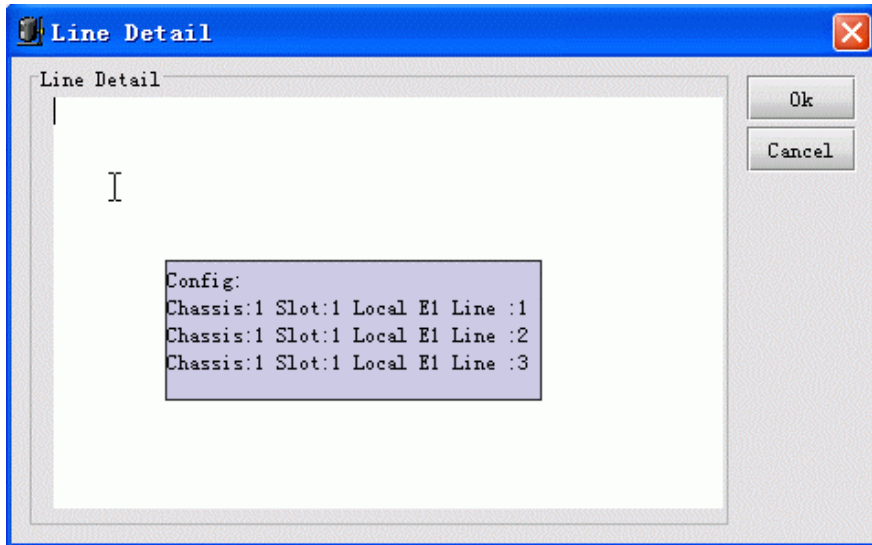 Line Detail
Line Detail
Ok
Cancel
Config:
Chassis:1 Slot:1 Local E1 Line :1
Chassis:1 Slot:1 Local E1 Line :2
Chassis:1 Slot:1 Local E1 Line :3